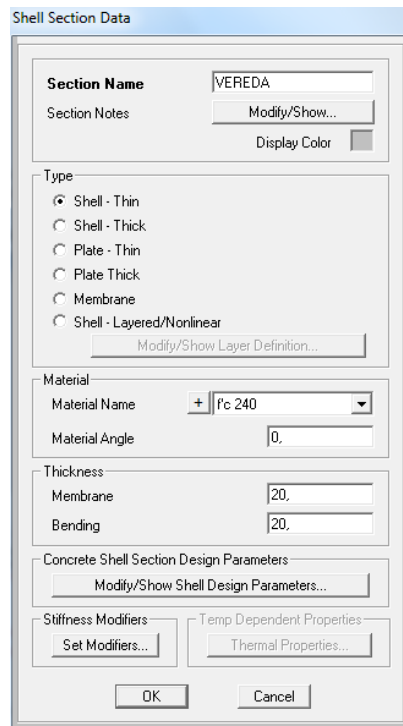 Shell Section Data
Section Name VEREDA
Section Notes Modify/Show...
Display Color
Type
Shell - Thin
Shell - Thick
Plate - Thin
Plate Thick
Membrane
Shell - Layered/Nonlinear
Modify/Show Layer Definition...
Material
Material Name + f'c 240
Material Angle 0,
Thickness
Membrane 20,
Bending 20,
Concrete Shell Section Design Parameters
Modify/Show Shell Design Parameters...
Stiffness Modifiers Temp Dependent Properties
Set Modifiers... Thermal Properties...
OK Cancel